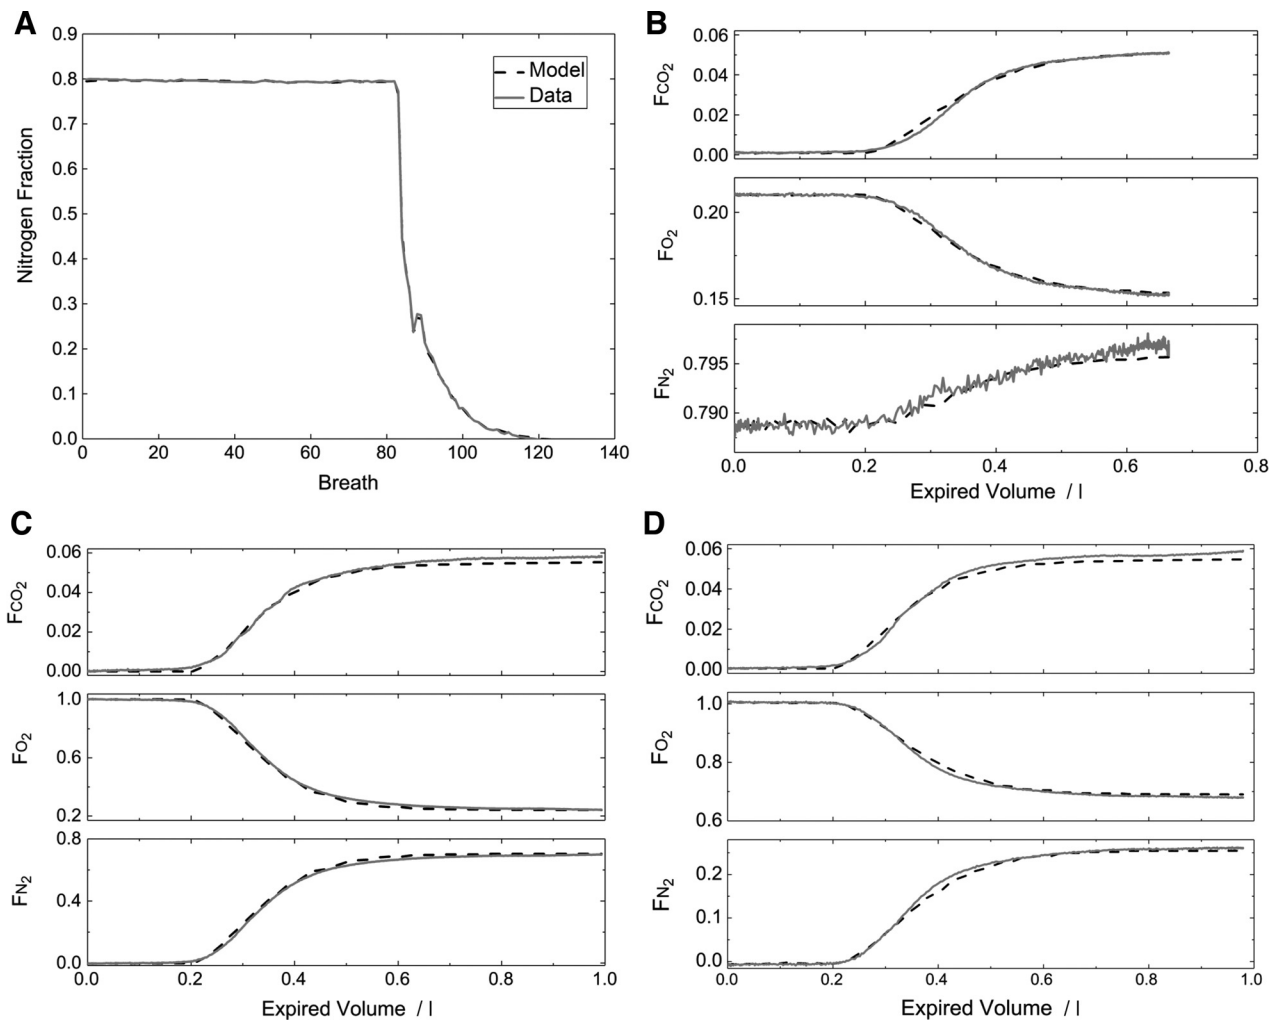 A
0.9
0.8
0.7
0.6
0.5
0.4
0.3
0.2
0.1
0.0
Nitrogen Fraction
Model
Data
0 20 40 60 80 100 120 140
Breath
B
0.06
0.04
0.02
0.00
FCO2
0.20
0.15
FO2
0.795
0.790
FN2
0.0 0.2 0.4 0.6 0.8
Expired Volume / l
C
0.06
0.04
0.02
0.00
FCO2
1.0
0.6
0.2
FO2
0.8
0.4
0.0
FN2
0.0 0.2 0.4 0.6 0.8 1.0
Expired Volume / l
D
0.06
0.04
0.02
0.00
FCO2
1.0
0.8
0.6
FO2
0.2
0.1
0.0
FN2
0.0 0.2 0.4 0.6 0.8 1.0
Expired Volume / l